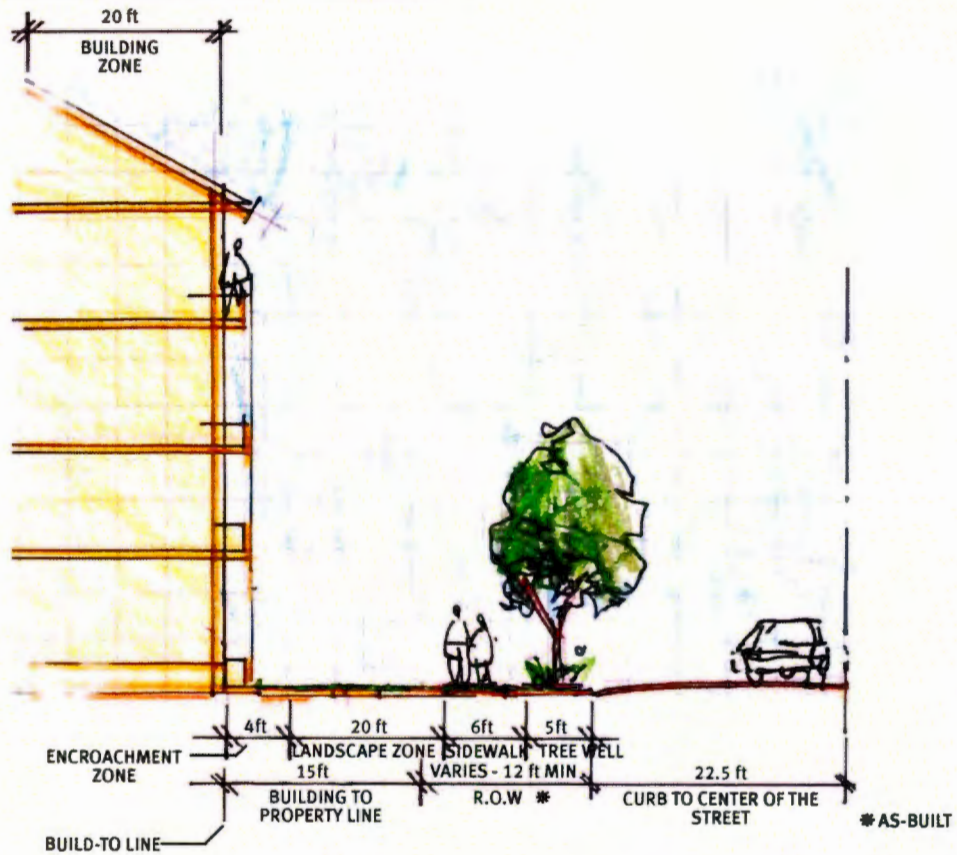 20 ft
BUILDING
ZONE
4ft 20 ft 6ft 5ft
ENCROACHMENT
ZONE
LANDSCAPE ZONE SIDEWALK TREE WELL
15ft VARIES - 12 ft MIN 22.5 ft
BUILDING TO
PROPERTY LINE
R.O.W *
CURB TO CENTER OF THE
STREET
* AS-BUILT
BUILD-TO LINE